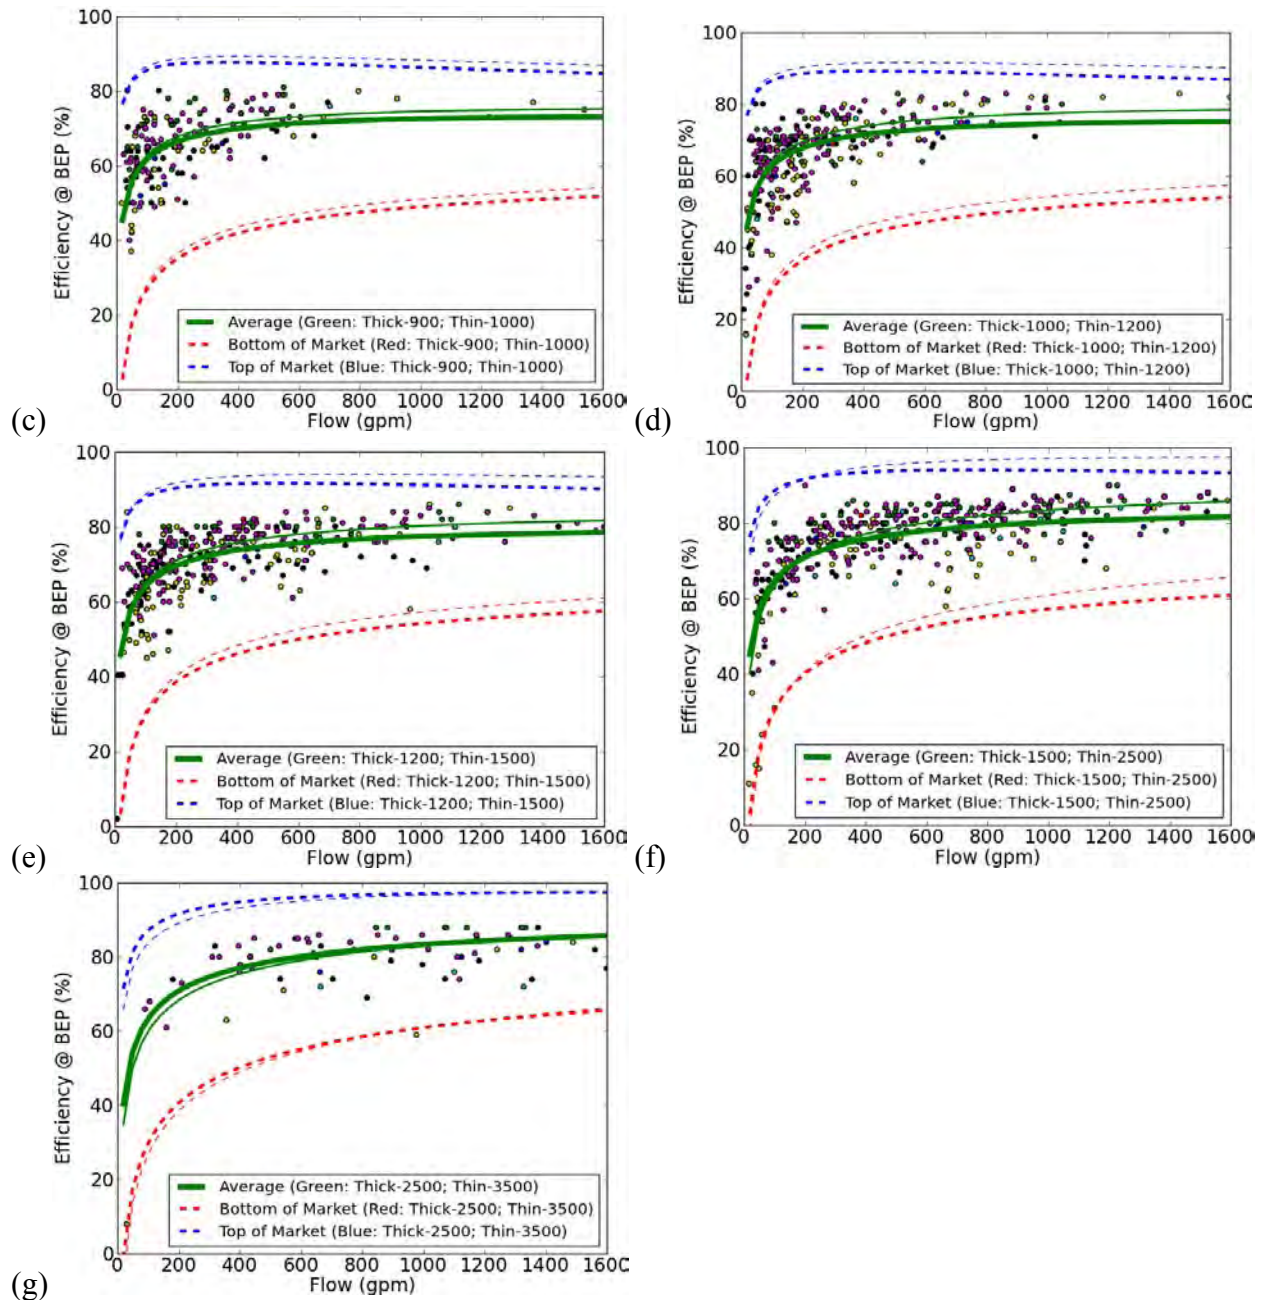 100
80
60
40
20
0
Efficiency @ BEP (%)
Average (Green: Thick-900; Thin-1000)
Bottom of Market (Red: Thick-900; Thin-1000)
Top of Market (Blue: Thick-900; Thin-1000)
0 200 400 600 800 1000 1200 1400 1600
Flow (gpm)
(c)
100
80
60
40
20
0
Efficiency @ BEP (%)
Average (Green: Thick-1000; Thin-1200)
Bottom of Market (Red: Thick-1000; Thin-1200)
Top of Market (Blue: Thick-1000; Thin-1200)
0 200 400 600 800 1000 1200 1400 1600
Flow (gpm)
(d)
100
80
60
40
20
0
Efficiency @ BEP (%)
Average (Green: Thick-1200; Thin-1500)
Bottom of Market (Red: Thick-1200; Thin-1500)
Top of Market (Blue: Thick-1200; Thin-1500)
0 200 400 600 800 1000 1200 1400 1600
Flow (gpm)
(e)
100
80
60
40
20
0
Efficiency @ BEP (%)
Average (Green: Thick-1500; Thin-2500)
Bottom of Market (Red: Thick-1500; Thin-2500)
Top of Market (Blue: Thick-1500; Thin-2500)
0 200 400 600 800 1000 1200 1400 1600
Flow (gpm)
(f)
100
80
60
40
20
0
Efficiency @ BEP (%)
Average (Green: Thick-2500; Thin-3500)
Bottom of Market (Red: Thick-2500; Thin-3500)
Top of Market (Blue: Thick-2500; Thin-3500)
0 200 400 600 800 1000 1200 1400 1600
Flow (gpm)
(g)